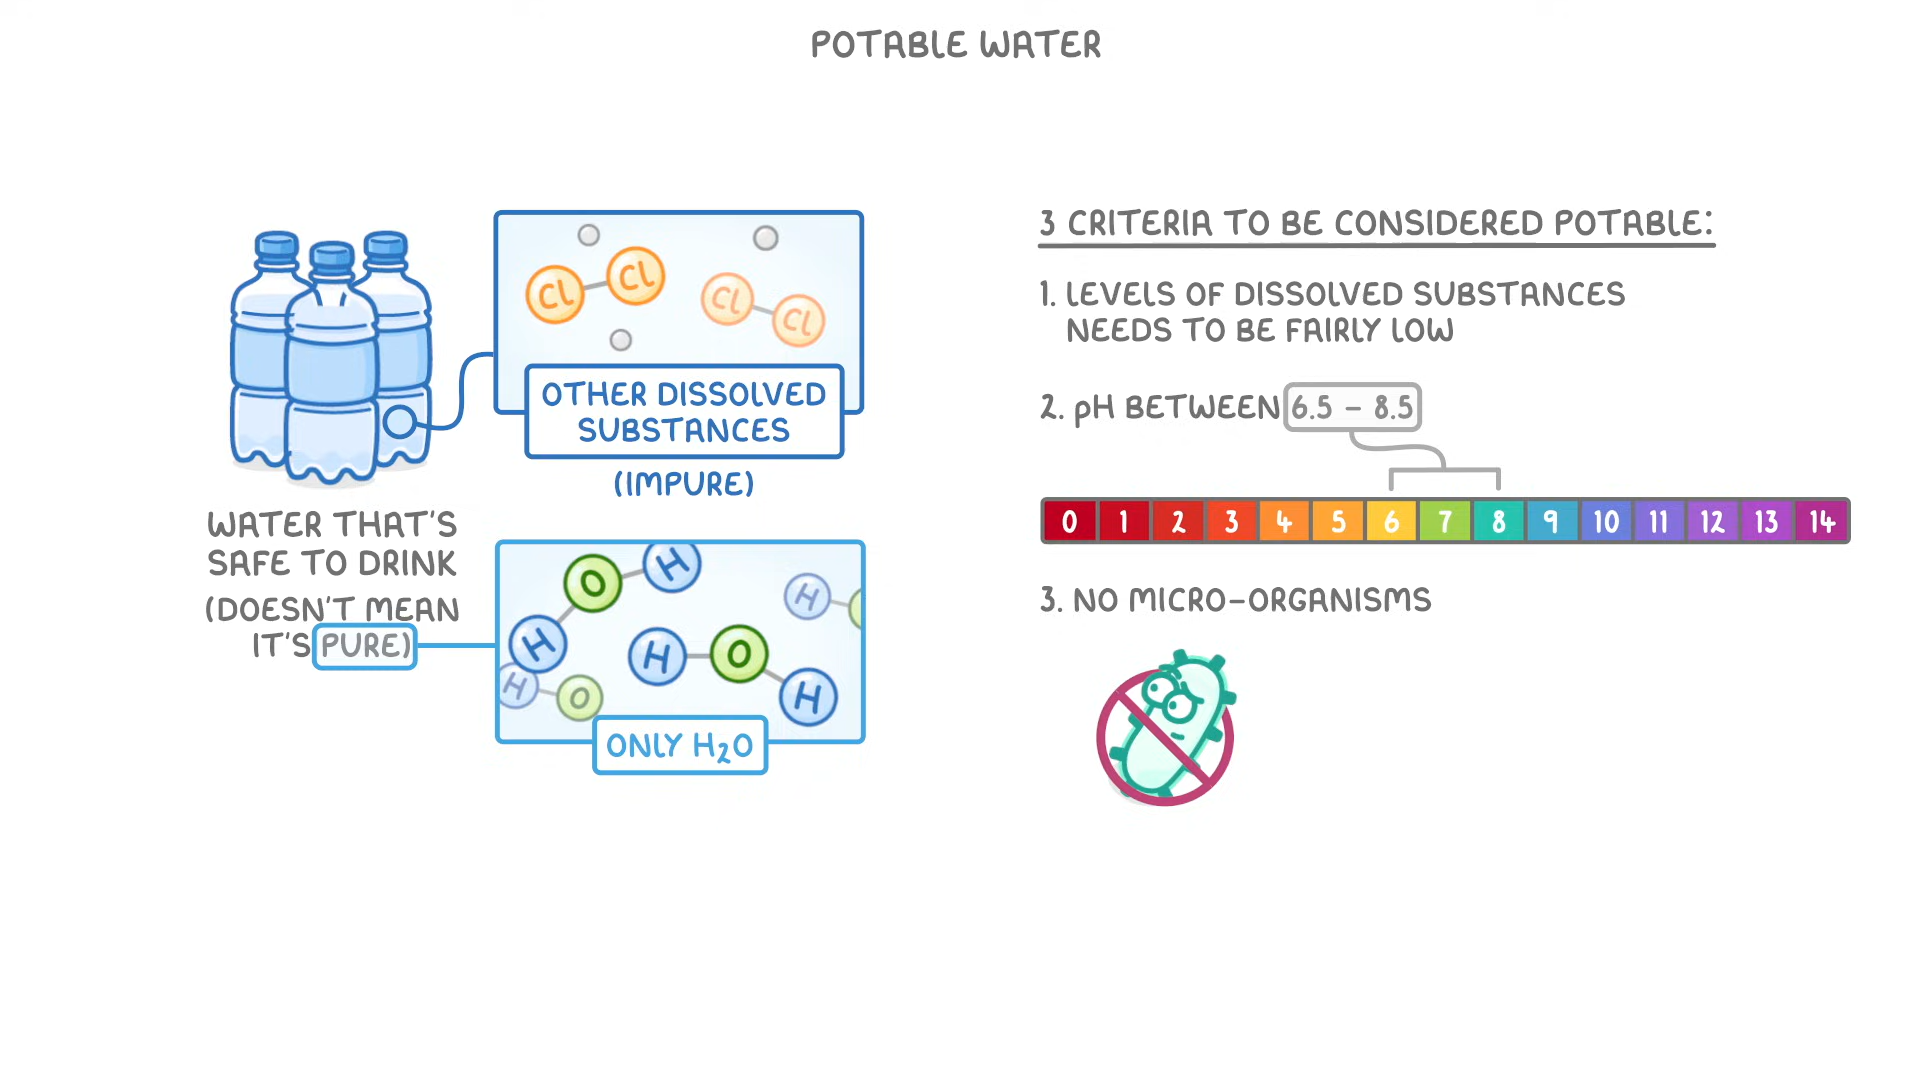 POTABLE WATER
Cl Cl Cl Cl
OTHER DISSOLVED
SUBSTANCES
(IMPURE)
WATER THAT'S
SAFE TO DRINK
(DOESN'T MEAN
IT'S PURE)
O H H
H O
H O H
H
ONLY H₂O
3 CRITERIA TO BE CONSIDERED POTABLE:
1. LEVELS OF DISSOLVED SUBSTANCES
NEEDS TO BE FAIRLY LOW
2. pH BETWEEN 6.5 – 8.5
0 1 2 3 4 5 6 7 8 9 10 11 12 13 14
3. NO MICRO-ORGANISMS